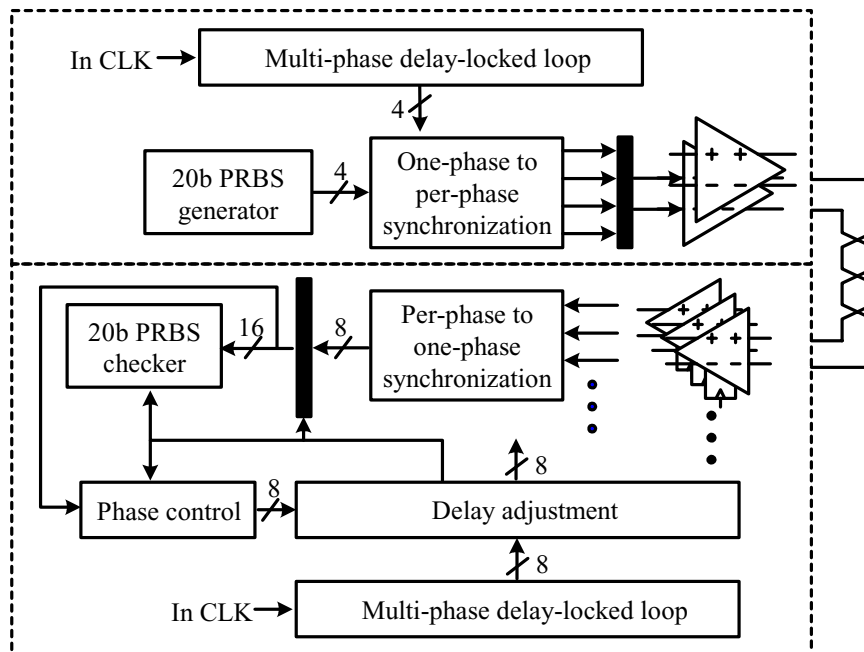 In CLK
Multi-phase delay-locked loop
4
20b PRBS
generator
4
One-phase to
per-phase
synchronization
+ +
- -
20b PRBS
checker
16
8
Per-phase to
one-phase
synchronization
+ +
+ +
- -
8
Phase control
8
Delay adjustment
8
In CLK
Multi-phase delay-locked loop